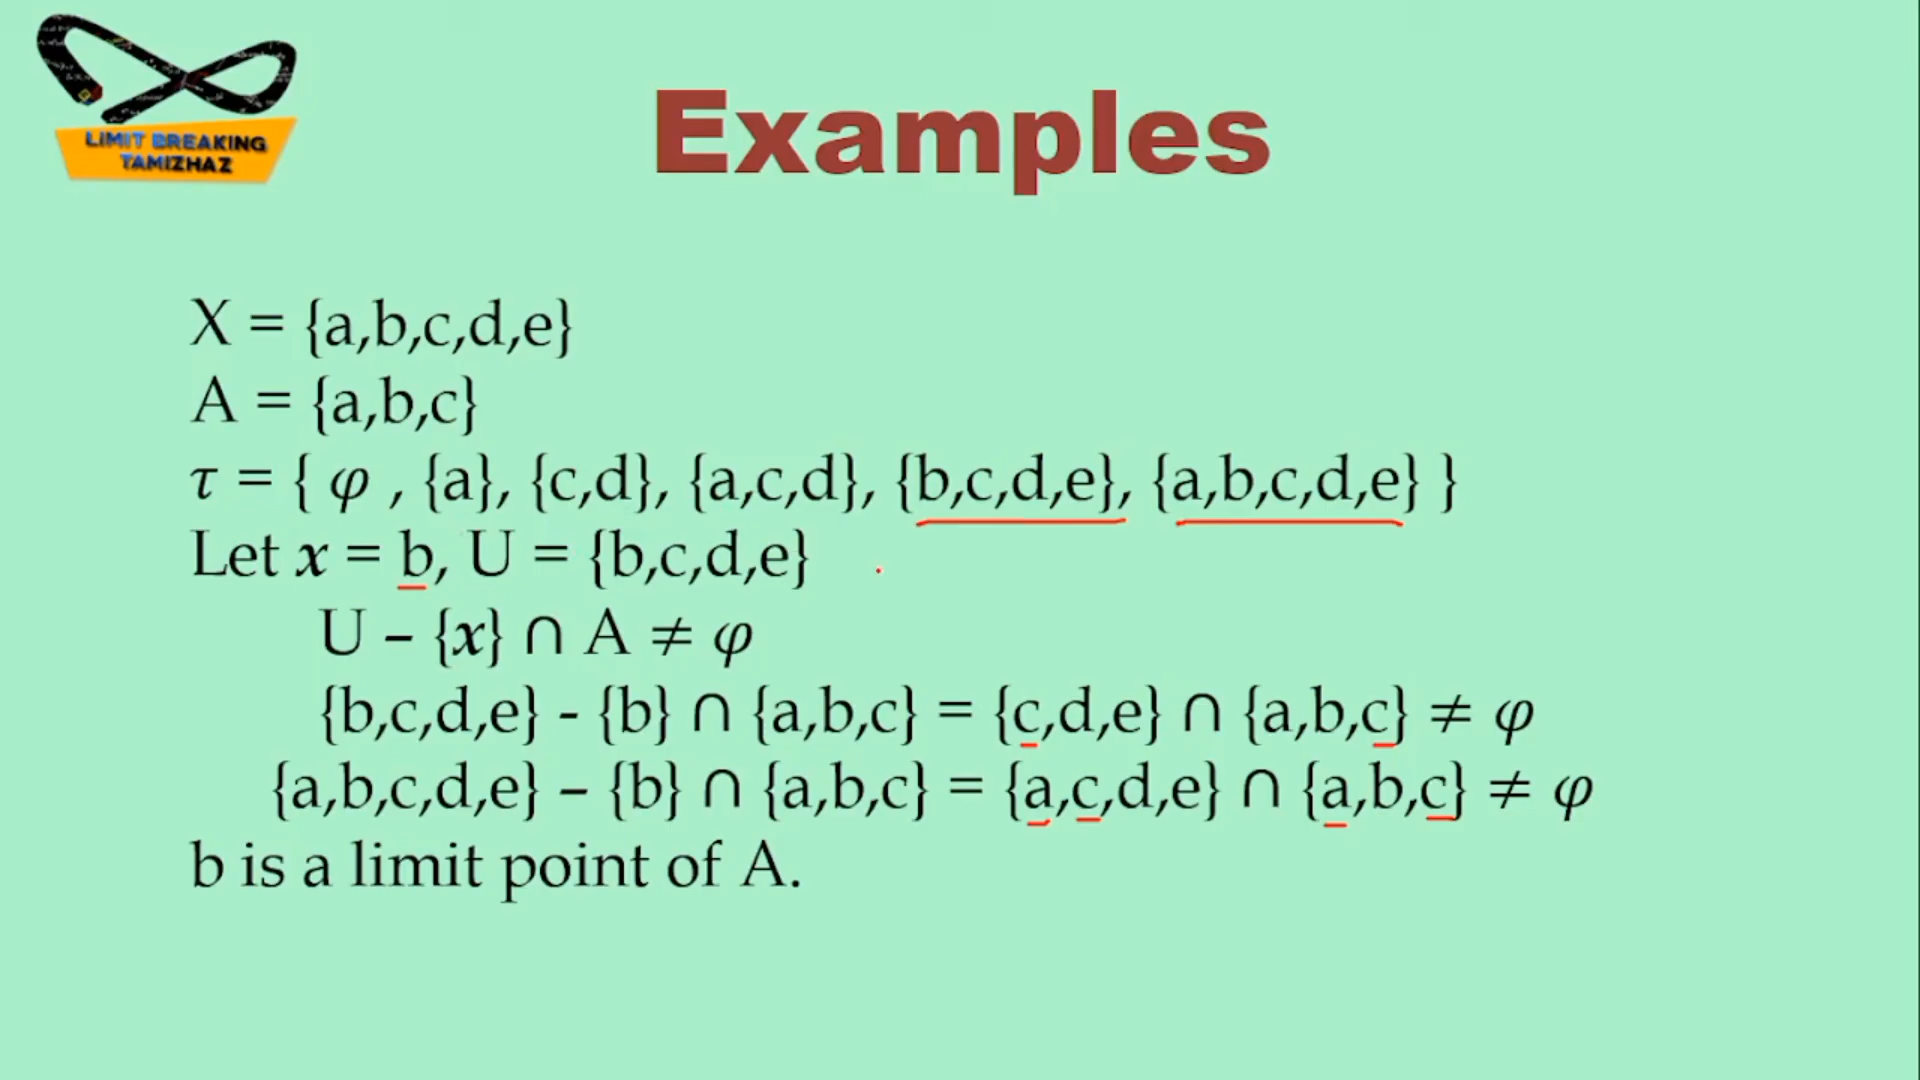 LIMIT BREAKING
TAMIZHAZ
Examples
X = {a,b,c,d,e}
A = {a,b,c}
τ = { φ , {a}, {c,d}, {a,c,d}, {b,c,d,e}, {a,b,c,d,e} }
Let x = b, U = {b,c,d,e}
U – {x} ∩ A ≠ φ
{b,c,d,e} - {b} ∩ {a,b,c} = {c,d,e} ∩ {a,b,c} ≠ φ
{a,b,c,d,e} – {b} ∩ {a,b,c} = {a,c,d,e} ∩ {a,b,c} ≠ φ
b is a limit point of A.